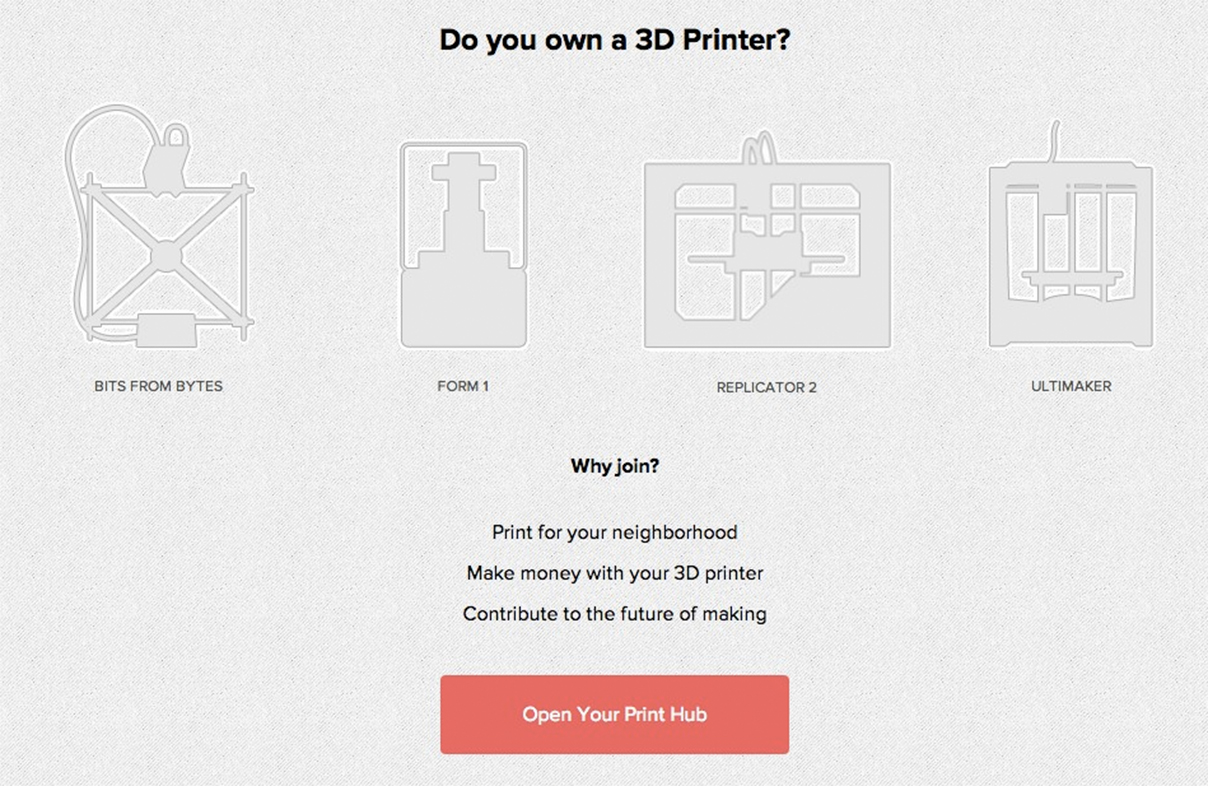 Do you own a 3D Printer?
BITS FROM BYTES
FORM 1
REPLICATOR 2
ULTIMAKER
Why join?
Print for your neighborhood
Make money with your 3D printer
Contribute to the future of making
Open Your Print Hub